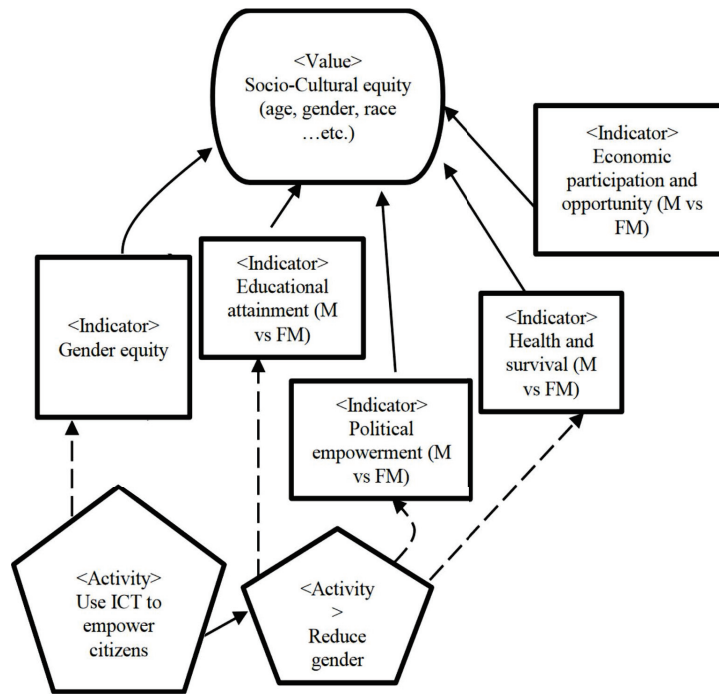 <Value>
Socio-Cultural equity
(age, gender, race
…etc.)
<Indicator>
Economic
participation and
opportunity (M vs
FM)
<Indicator>
Educational
attainment (M
vs FM)
<Indicator>
Gender equity
<Indicator>
Health and
survival (M
vs FM)
<Indicator>
Political
empowerment (M
vs FM)
<Activity>
Use ICT to
empower
citizens
<Activity
>
Reduce
gender